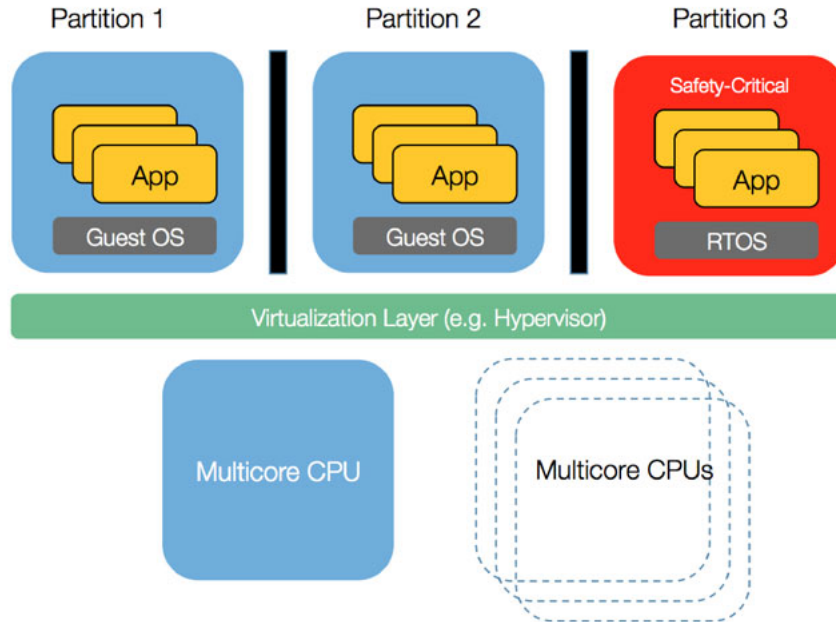 Partition 1
Partition 2
Partition 3
Safety-Critical
App
App
App
Guest OS
Guest OS
RTOS
Virtualization Layer (e.g. Hypervisor)
Multicore CPU
Multicore CPUs